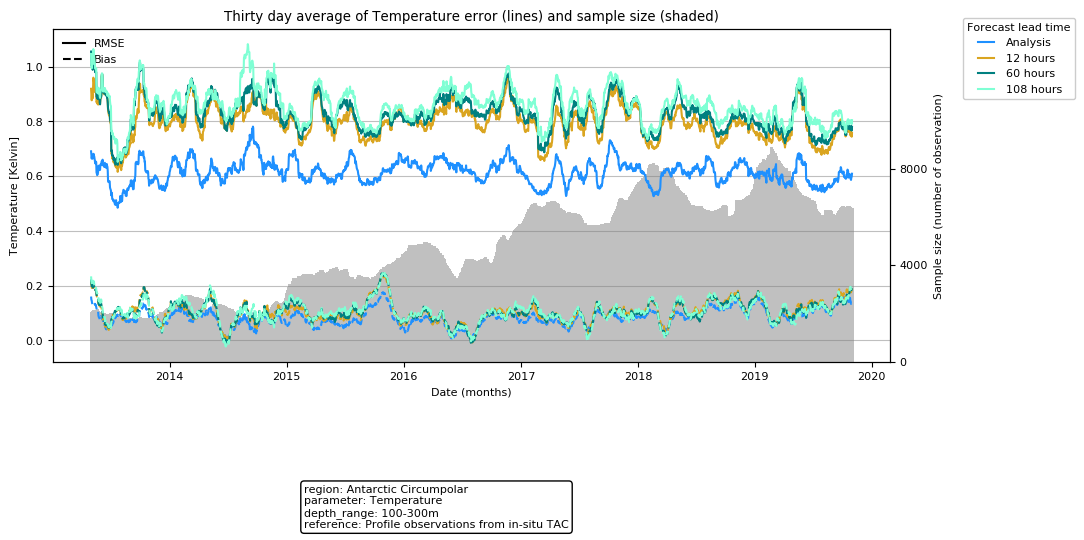 Thirty day average of Temperature error (lines) and sample size (shaded)
RMSE
Bias
Temperature [Kelvin]
1.0
0.8
0.6
0.4
0.2
0.0
2014
2015
2016
2017
2018
2019
2020
Date (months)
8000
4000
0
Sample size (number of observation)
Forecast lead time
Analysis
12 hours
60 hours
108 hours
region: Antarctic Circumpolar
parameter: Temperature
depth_range: 100-300m
reference: Profile observations from in-situ TAC